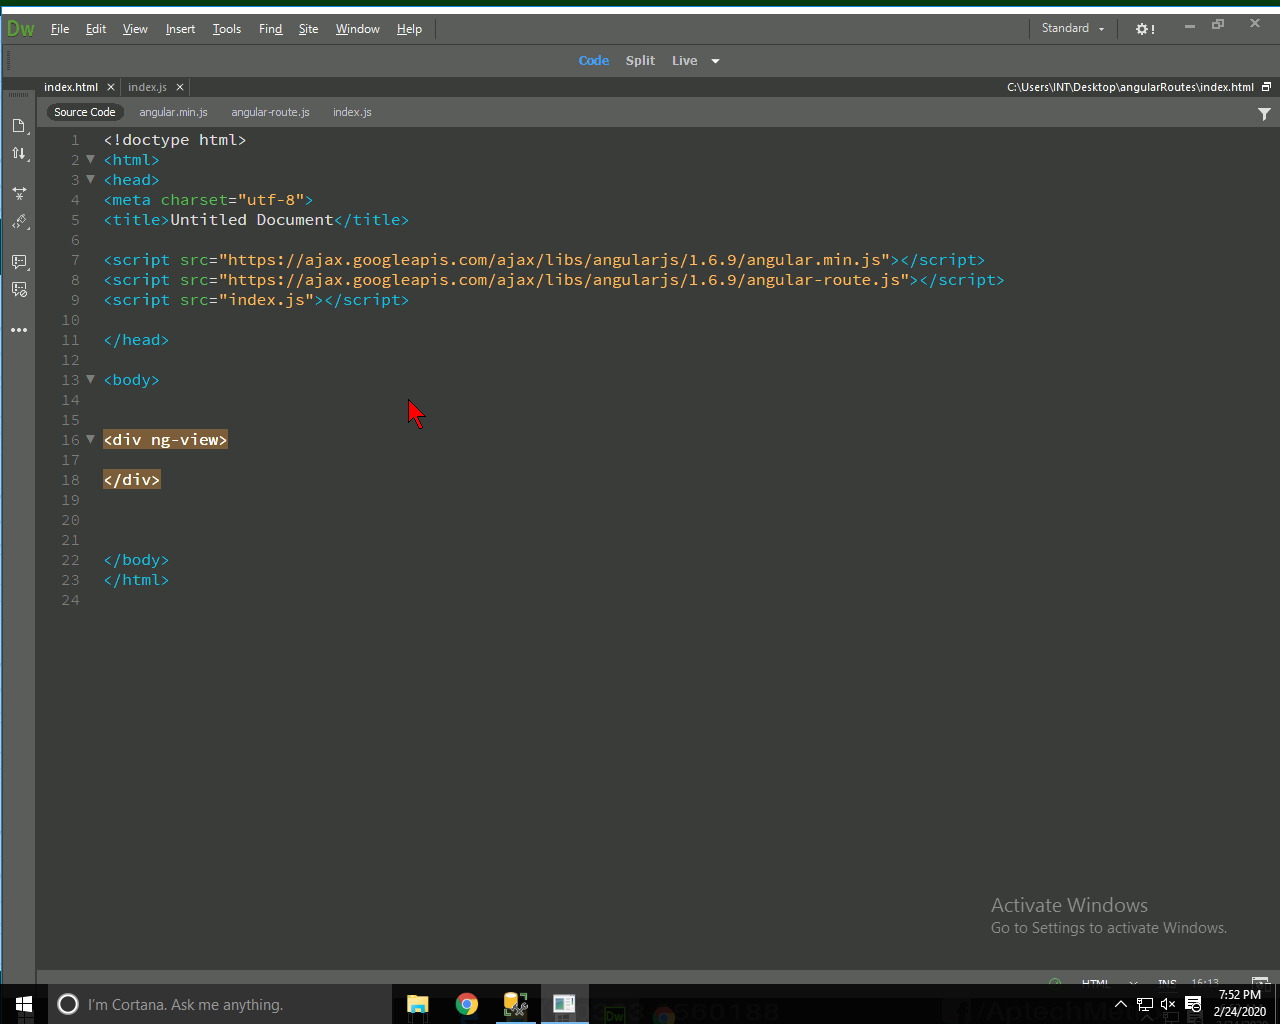 Dw File Edit View Insert Tools Find Site Window Help Standard
Code Split Live
index.html index.js C:\Users\INT\Desktop\angularRoutes\index.html
Source Code angular.min.js angular-route.js index.js
1 <!doctype html>
2 <html>
3 <head>
4 <meta charset="utf-8">
5 <title>Untitled Document</title>
6
7 <script src="https://ajax.googleapis.com/ajax/libs/angularjs/1.6.9/angular.min.js"></script>
8 <script src="https://ajax.googleapis.com/ajax/libs/angularjs/1.6.9/angular-route.js"></script>
9 <script src="index.js"></script>
10
11 </head>
12
13 <body>
14
15
16 <div ng-view>
17
18 </div>
19
20
21
22 </body>
23 </html>
24
Activate Windows
Go to Settings to activate Windows.
HTML INS 16:13
I'm Cortana. Ask me anything.
7:52 PM
2/24/2020